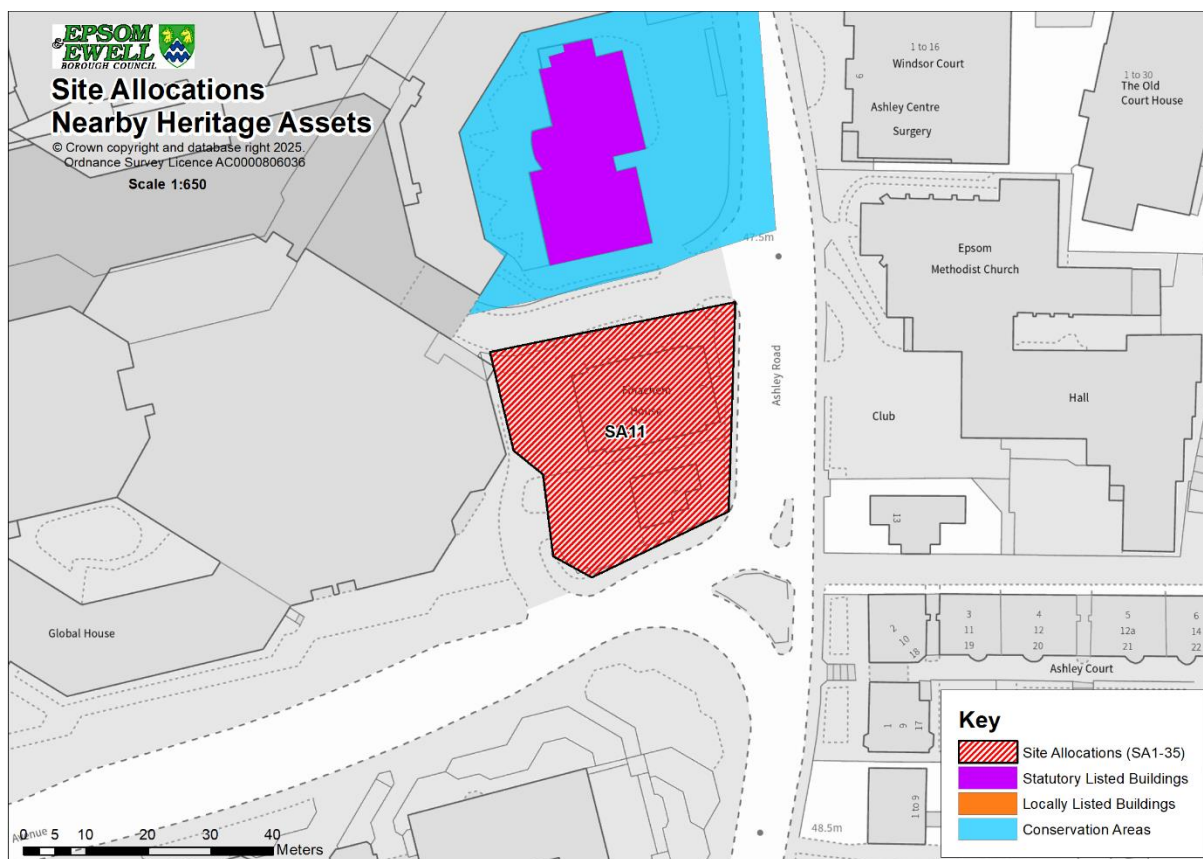 EPSOM
& EWELL
BOROUGH COUNCIL
Site Allocations
Nearby Heritage Assets
© Crown copyright and database right 2025.
Ordnance Survey Licence AC0000806036
Scale 1:650
1 to 16
Windsor Court
6
Ashley Centre
Surgery
1 to 30
The Old
Court House
47.5m
Epsom
Methodist Church
Finachem
House
SA11
Ashley Road
Club
Hall
13
Global House
2
10
18
3
11
19
4
12
20
5
12a
21
6
14
22
Ashley Court
1
9
17
1 to 9
48.5m
Avenue
0 5 10 20 30 40
Meters
Key
Site Allocations (SA1-35)
Statutory Listed Buildings
Locally Listed Buildings
Conservation Areas